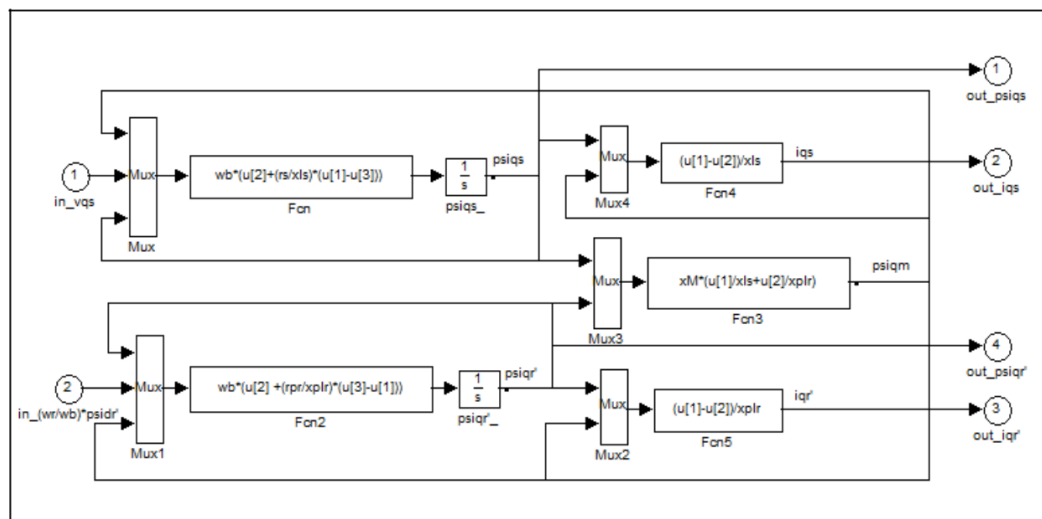 1
out_psiqs
Mux
1
in_vqs
Mux
wb*(u[2]+(rs/xls)*(u[1]-u[3]))
Fcn
1
s
psiqs_
psiqs
Mux
Mux4
(u[1]-u[2])/xls
Fcn4
iqs
2
out_iqs
Mux
Mux3
xM*(u[1]/xls+u[2]/xplr)
Fcn3
psiqm
4
out_psiqr'
2
in_(wr/wb)*psidr'
Mux
Mux1
wb*(u[2] +(rpr/xplr)*(u[3]-u[1]))
Fcn2
1
s
psiqr'_
psiqr'
Mux
Mux2
(u[1]-u[2])/xplr
Fcn5
iqr'
3
out_iqr'